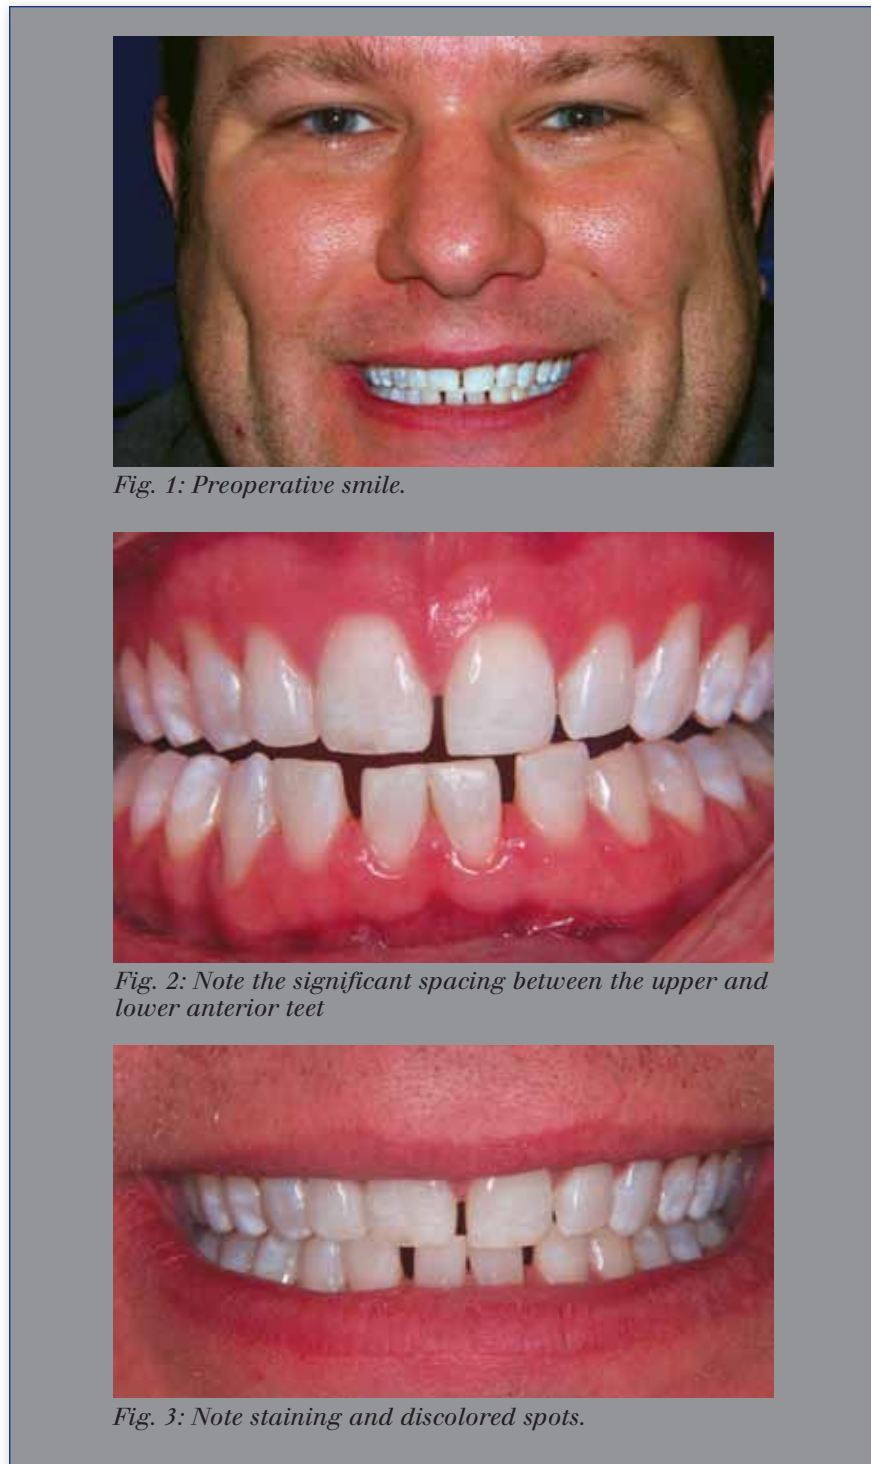 Fig. 1: Preoperative smile.
Fig. 2: Note the significant spacing between the upper and
lower anterior teet
Fig. 3: Note staining and discolored spots.